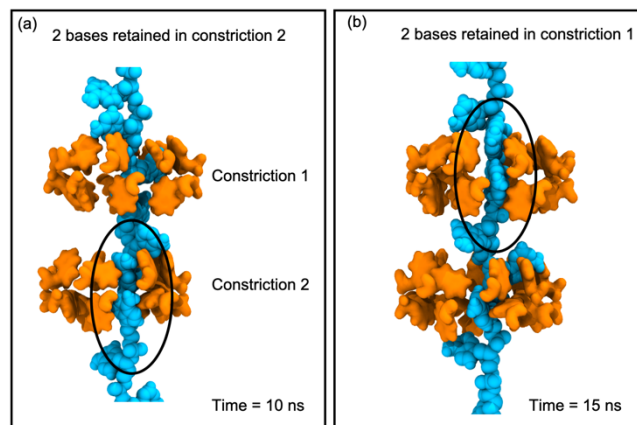 (a)
2 bases retained in constriction 2
Constriction 1
Constriction 2
Time = 10 ns
(b)
2 bases retained in constriction 1
Time = 15 ns